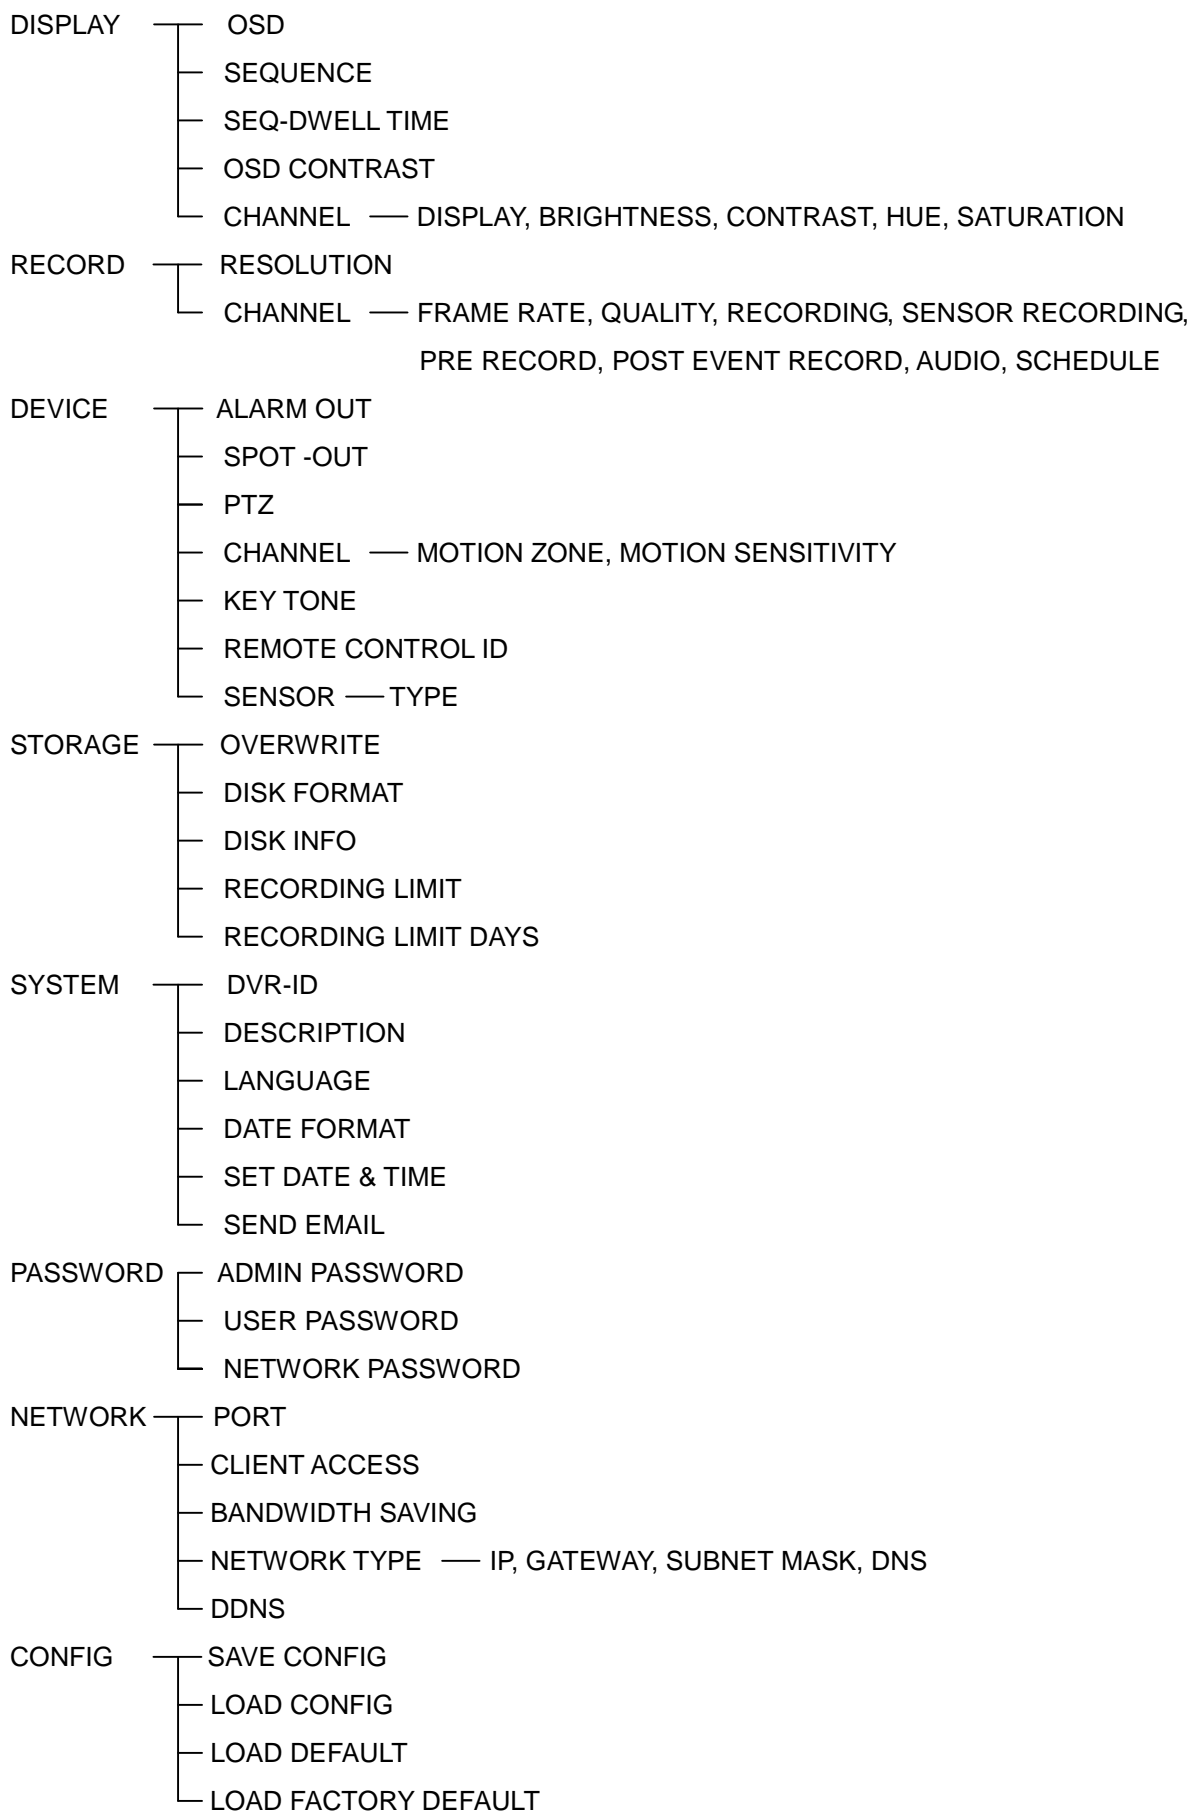 DISPLAY OSD
SEQUENCE
SEQ-DWELL TIME
OSD CONTRAST
CHANNEL DISPLAY, BRIGHTNESS, CONTRAST, HUE, SATURATION
RECORD RESOLUTION
CHANNEL FRAME RATE, QUALITY, RECORDING, SENSOR RECORDING,
PRE RECORD, POST EVENT RECORD, AUDIO, SCHEDULE
DEVICE ALARM OUT
SPOT -OUT
PTZ
CHANNEL MOTION ZONE, MOTION SENSITIVITY
KEY TONE
REMOTE CONTROL ID
SENSOR TYPE
STORAGE OVERWRITE
DISK FORMAT
DISK INFO
RECORDING LIMIT
RECORDING LIMIT DAYS
SYSTEM DVR-ID
DESCRIPTION
LANGUAGE
DATE FORMAT
SET DATE & TIME
SEND EMAIL
PASSWORD ADMIN PASSWORD
USER PASSWORD
NETWORK PASSWORD
NETWORK PORT
CLIENT ACCESS
BANDWIDTH SAVING
NETWORK TYPE IP, GATEWAY, SUBNET MASK, DNS
DDNS
CONFIG SAVE CONFIG
LOAD CONFIG
LOAD DEFAULT
LOAD FACTORY DEFAULT